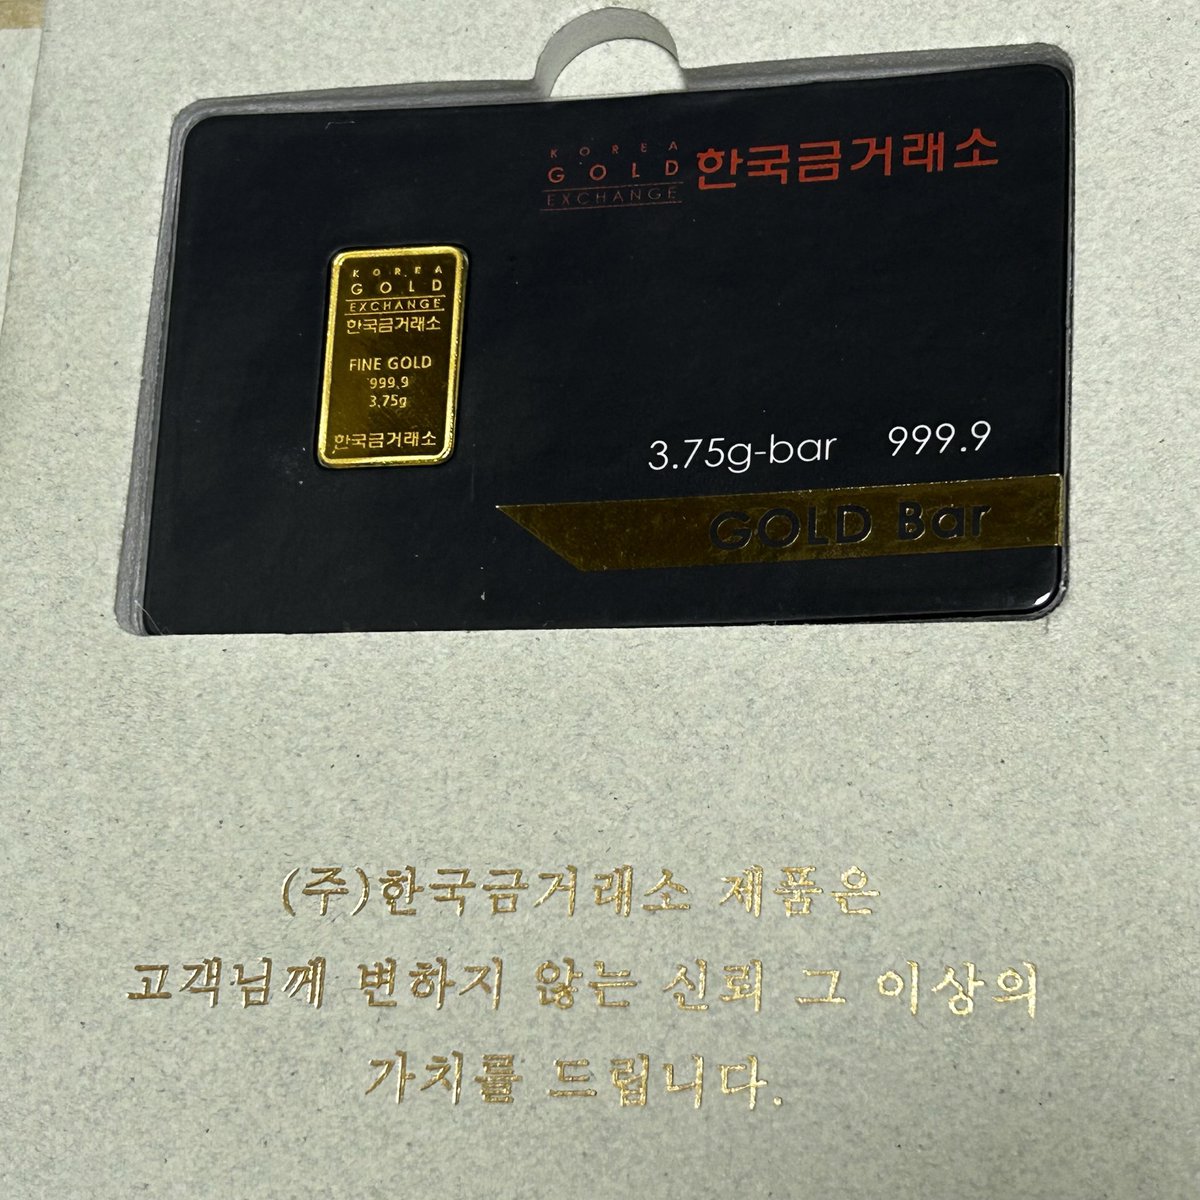 KOREA
GOLD
EXCHANGE
한국금거래소
KOREA
GOLD
EXCHANGE
한국금거래소
FINE GOLD
999.9
3.75g
한국금거래소
3.75g-bar 999.9
GOLD Bar
(주)한국금거래소 제품은
고객님께 변하지 않는 신뢰 그 이상의
가치를 드립니다.